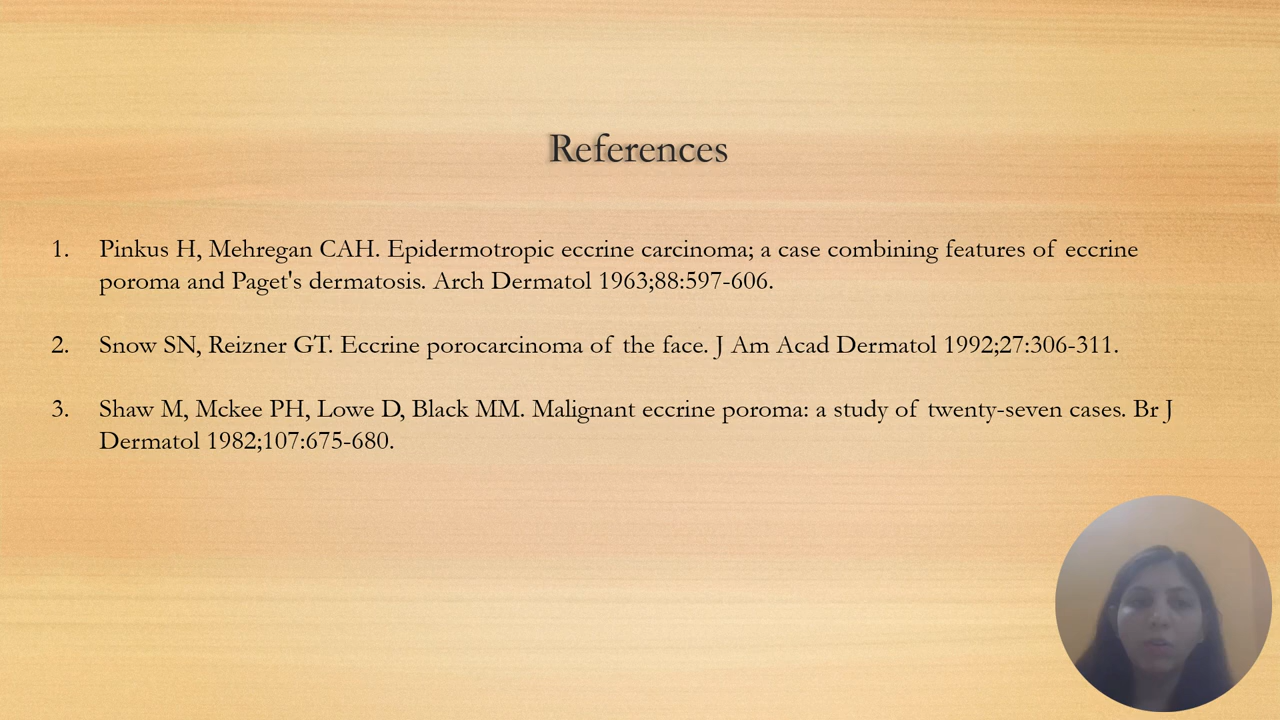 References
1. Pinkus H, Mehregan CAH. Epidermotropic eccrine carcinoma; a case combining features of eccrine
poroma and Paget's dermatosis. Arch Dermatol 1963;88:597-606.
2. Snow SN, Reizner GT. Eccrine porocarcinoma of the face. J Am Acad Dermatol 1992;27:306-311.
3. Shaw M, Mckee PH, Lowe D, Black MM. Malignant eccrine poroma: a study of twenty-seven cases. Br J
Dermatol 1982;107:675-680.